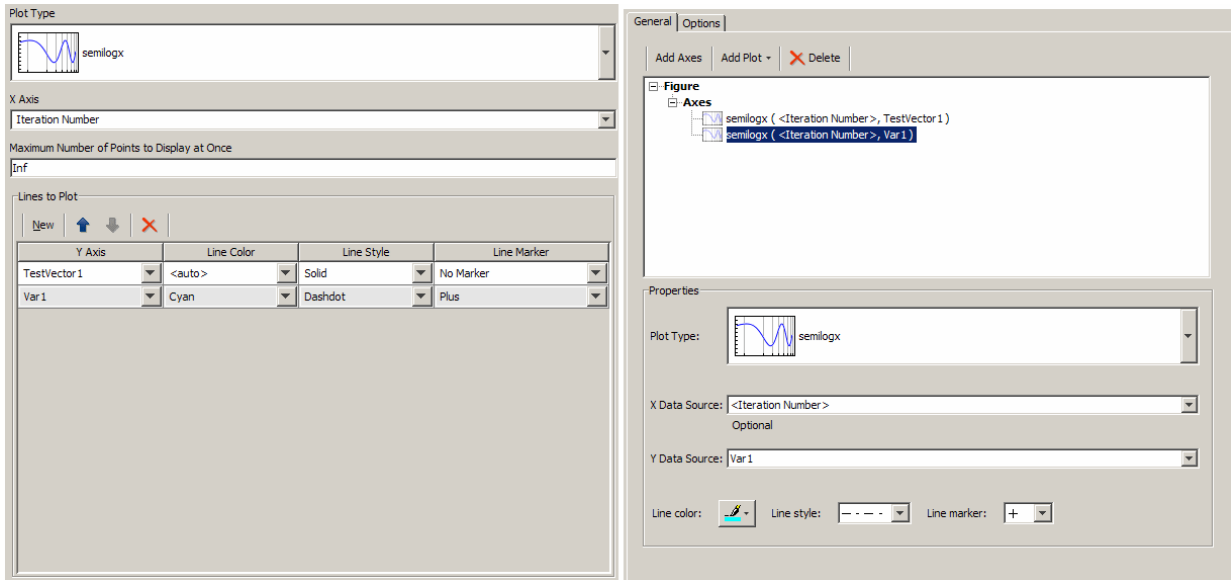 Plot Type
semilogx
X Axis
Iteration Number
Maximum Number of Points to Display at Once
Inf
Lines to Plot
New
Y Axis Line Color Line Style Line Marker
TestVector1 <auto> Solid No Marker
Var1 Cyan Dashdot Plus
General Options
Add Axes Add Plot Delete
Figure
Axes
semilogx ( <Iteration Number>, TestVector1 )
semilogx ( <Iteration Number>, Var1 )
Properties
Plot Type: semilogx
X Data Source: <Iteration Number>
Optional
Y Data Source: Var1
Line color: Line style: Line marker: +